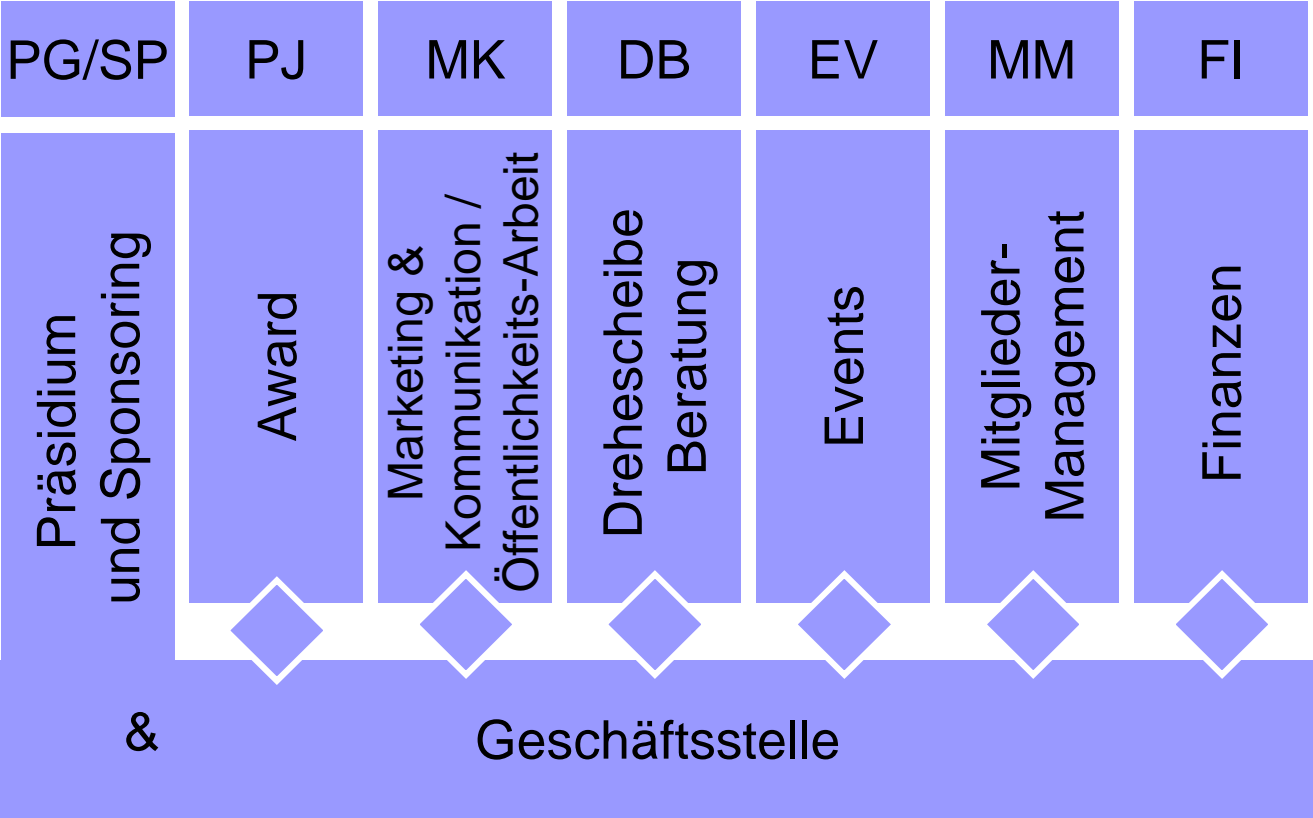 PG/SP
PJ
MK
DB
EV
MM
FI
Präsidium
und Sponsoring
Award
Marketing &
Kommunikation /
Öffentlichkeits-Arbeit
Drehescheibe
Beratung
Events
Mitglieder-
Management
Finanzen
&
Geschäftsstelle